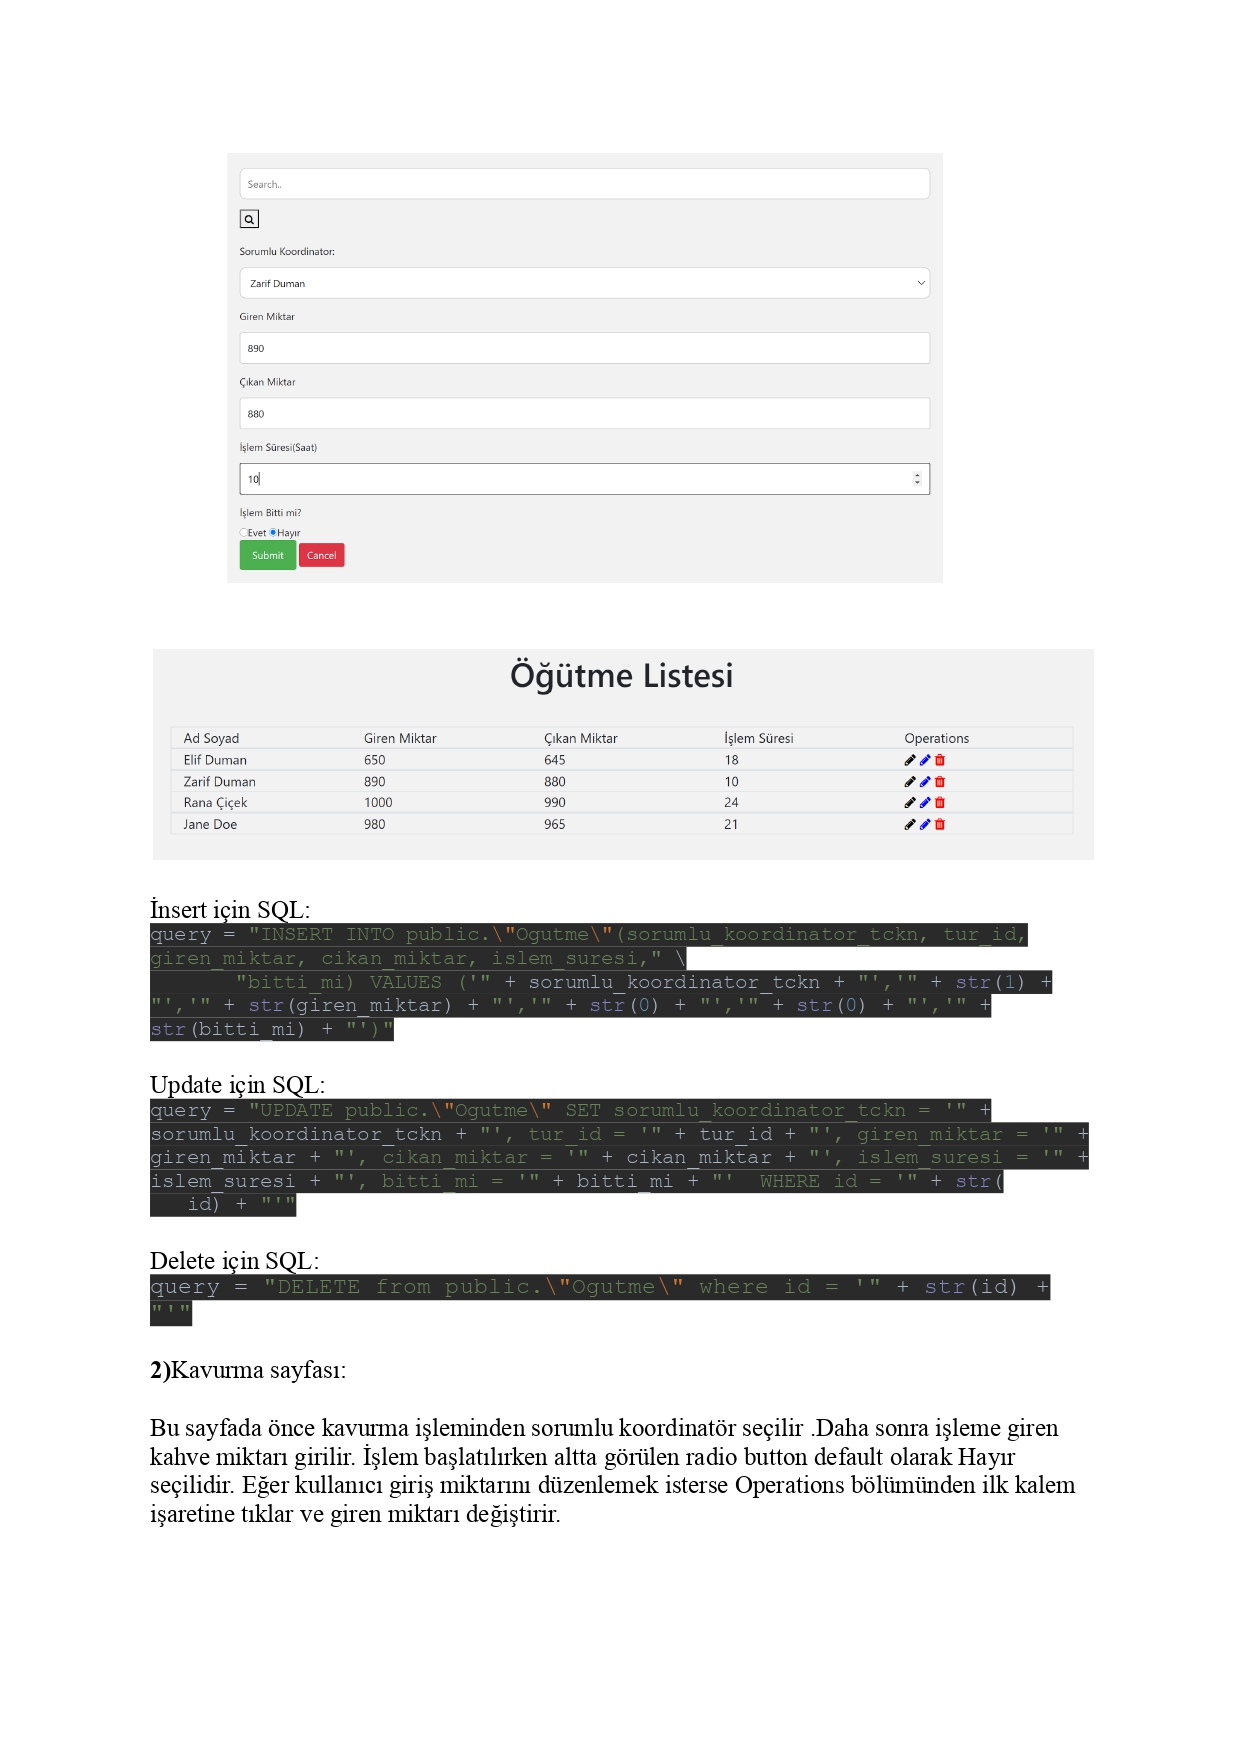 Search..
Sorumlu Koordinator:
Zarif Duman
Giren Miktar
890
Çıkan Miktar
880
İşlem Süresi(Saat)
10
İşlem Bitti mi?
Evet Hayır
Submit Cancel
Öğütme Listesi
Ad Soyad Giren Miktar Çıkan Miktar İşlem Süresi Operations
Elif Duman 650 645 18
Zarif Duman 890 880 10
Rana Çiçek 1000 990 24
Jane Doe 980 965 21
İnsert için SQL:
query = "INSERT INTO public.\"Ogutme\"(sorumlu_koordinator_tckn, tur_id,
giren_miktar, cikan_miktar, islem_suresi," \
"bitti_mi) VALUES ('" + sorumlu_koordinator_tckn + "','" + str(1) +
"','" + str(giren_miktar) + "','" + str(0) + "','" + str(0) + "','" +
str(bitti_mi) + "')"
Update için SQL:
query = "UPDATE public.\"Ogutme\" SET sorumlu_koordinator_tckn = '" +
sorumlu_koordinator_tckn + "', tur_id = '" + tur_id + "', giren_miktar = '" +
giren_miktar + "', cikan_miktar = '" + cikan_miktar + "', islem_suresi = '" +
islem_suresi + "', bitti_mi = '" + bitti_mi + "'  WHERE id = '" + str(
id) + "'"
Delete için SQL:
query = "DELETE from public.\"Ogutme\" where id = '" + str(id) +
"'"
2)Kavurma sayfası:
Bu sayfada önce kavurma işleminden sorumlu koordinatör seçilir .Daha sonra işleme giren
kahve miktarı girilir. İşlem başlatılırken altta görülen radio button default olarak Hayır
seçilidir. Eğer kullanıcı giriş miktarını düzenlemek isterse Operations bölümünden ilk kalem
işaretine tıklar ve giren miktarı değiştirir.